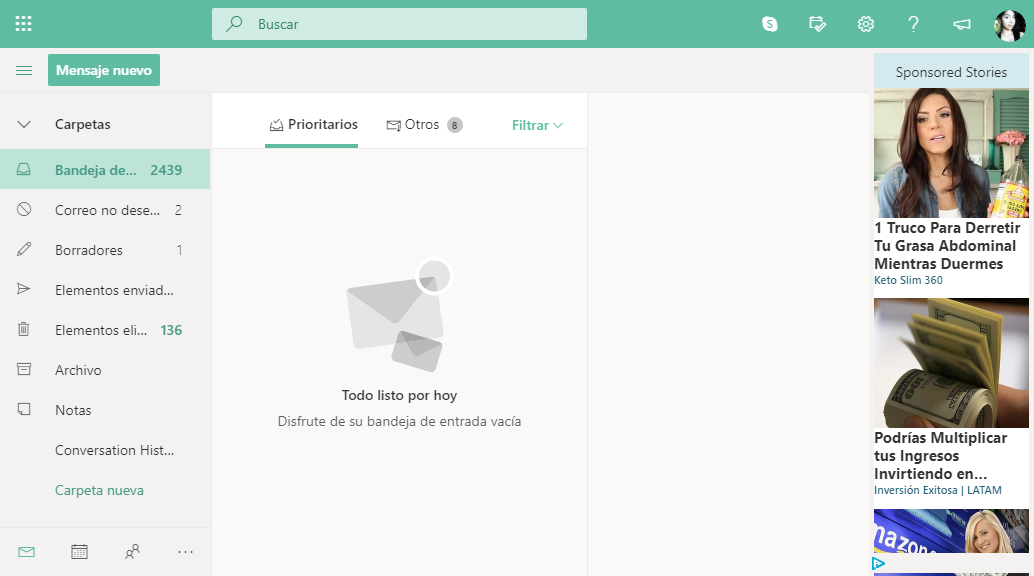 Buscar
Mensaje nuevo
Carpetas
Bandeja de... 2439
Correo no dese... 2
Borradores 1
Elementos enviad...
Elementos eli... 136
Archivo
Notas
Conversation Hist...
Carpeta nueva
Prioritarios
Otros 8
Filtrar
Todo listo por hoy
Disfrute de su bandeja de entrada vacía
Sponsored Stories
1 Truco Para Derretir
Tu Grasa Abdominal
Mientras Duermes
Keto Slim 360
Podrías Multiplicar
tus Ingresos
Invirtiendo en...
Inversión Exitosa | LATAM
mazon